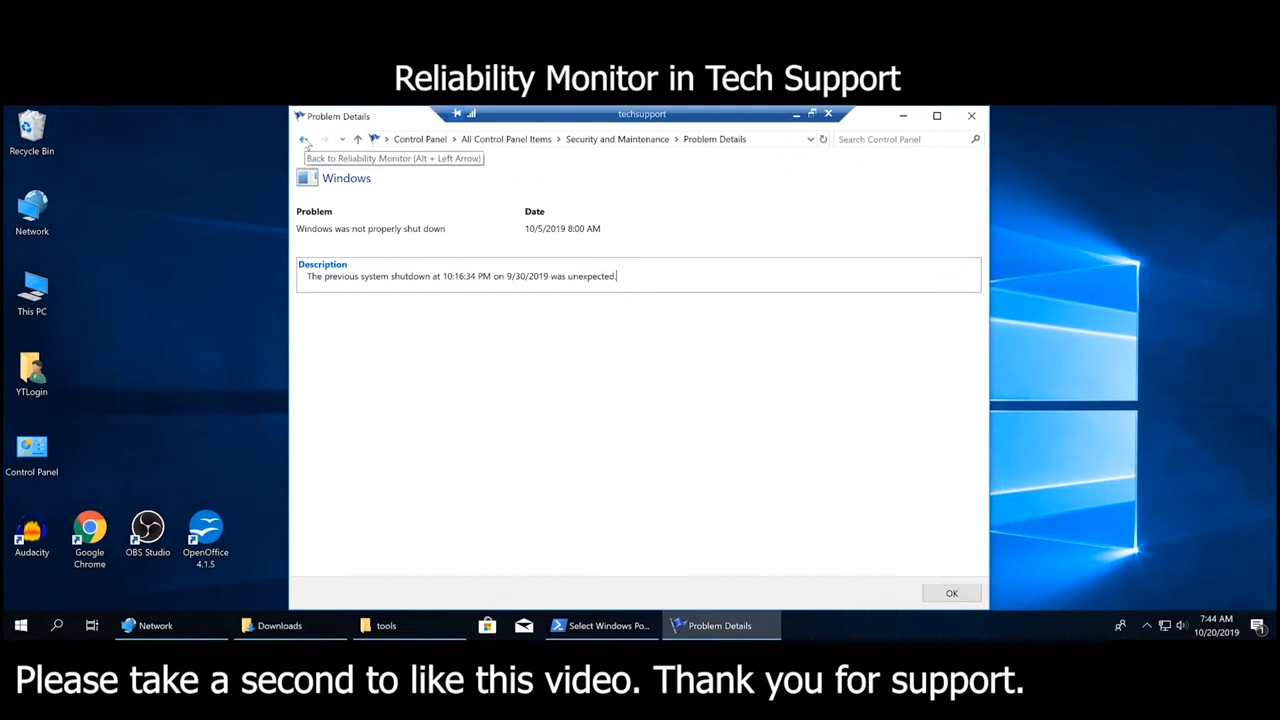 Reliability Monitor in Tech Support
Problem Details
techsupport
Control Panel > All Control Panel Items > Security and Maintenance > Problem Details
Search Control Panel
Back to Reliability Monitor (Alt + Left Arrow)
Windows
Problem
Date
Windows was not properly shut down
10/5/2019 8:00 AM
Description
The previous system shutdown at 10:16:34 PM on 9/30/2019 was unexpected.
OK
Recycle Bin
Network
This PC
YTLogin
Control Panel
Audacity
Google
Chrome
OBS Studio
OpenOffice
4.1.5
Network
Downloads
tools
Select Windows Po...
Problem Details
7:44 AM
10/20/2019
1
Please take a second to like this video. Thank you for support.